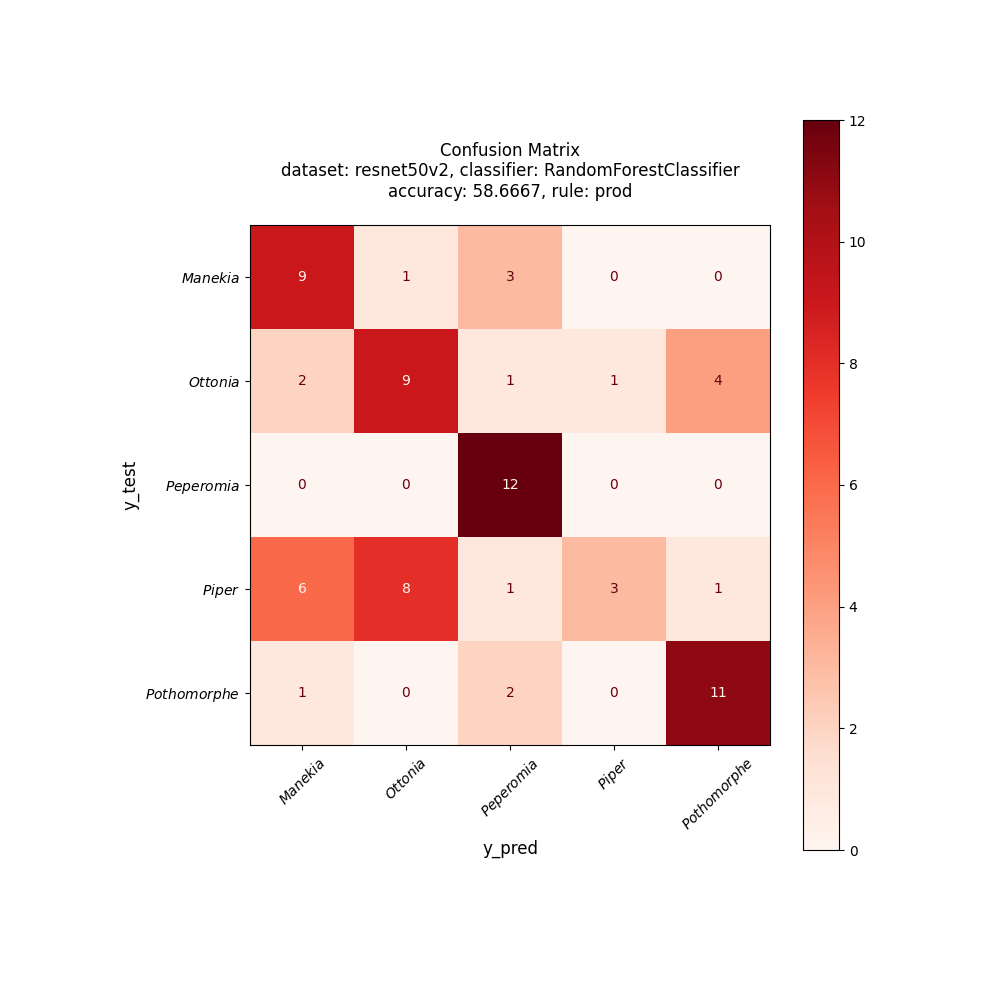 Confusion Matrix
dataset: resnet50v2, classifier: RandomForestClassifier
accuracy: 58.6667, rule: prod
y_test
Manekia 9 1 3 0 0
Ottonia 2 9 1 1 4
Peperomia 0 0 12 0 0
Piper 6 8 1 3 1
Pothomorphe 1 0 2 0 11
Manekia Ottonia Peperomia Piper Pothomorphe
y_pred
12
10
8
6
4
2
0